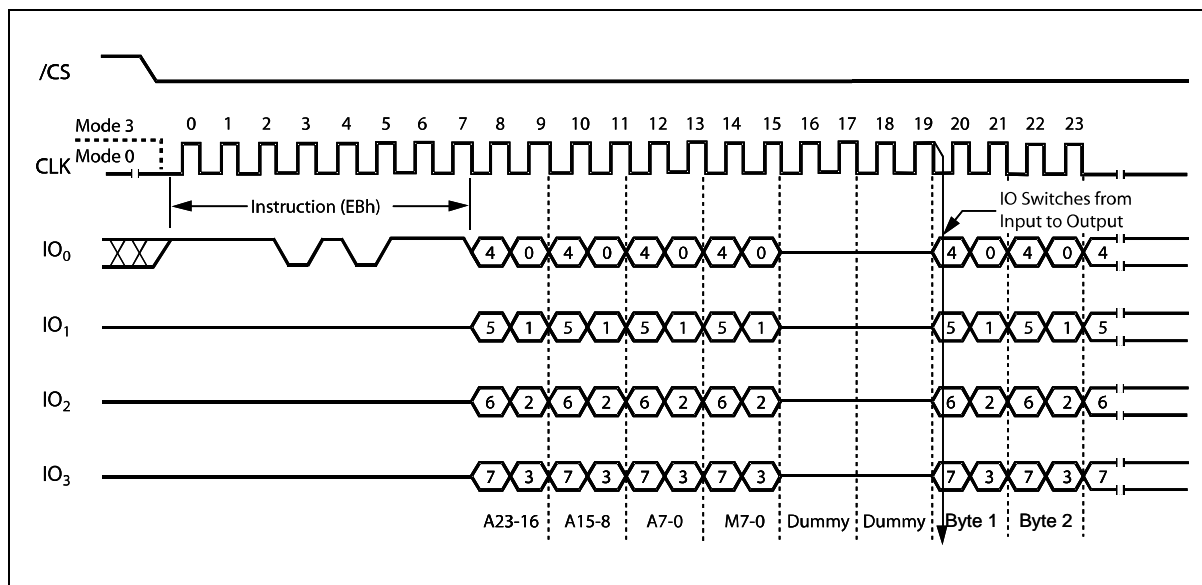 /CS
Mode 3
0 1 2 3 4 5 6 7 8 9 10 11 12 13 14 15 16 17 18 19 20 21 22 23
Mode 0
CLK
Instruction (EBh)
IO Switches from
Input to Output
IO0 4 0 4 0 4 0 4 0 4 0 4 0 4
IO1 5 1 5 1 5 1 5 1 5 1 5 1 5
IO2 6 2 6 2 6 2 6 2 6 2 6 2 6
IO3 7 3 7 3 7 3 7 3 7 3 7 3 7
A23-16 A15-8 A7-0 M7-0 Dummy Dummy Byte 1 Byte 2